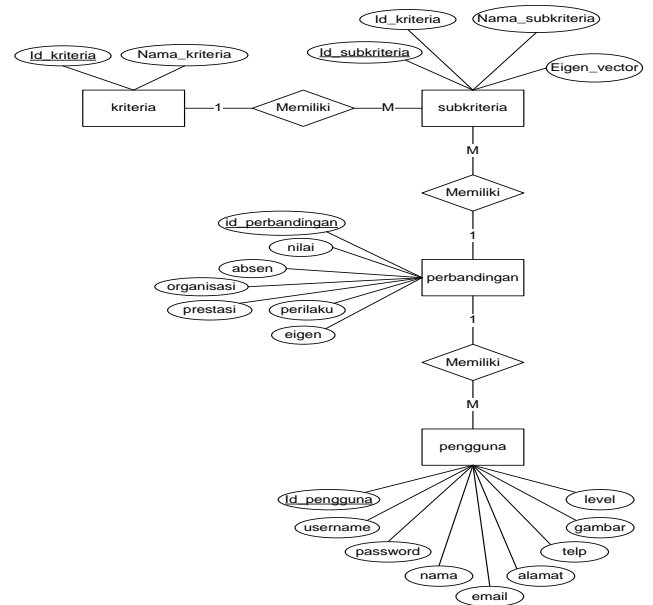 Id_kriteria
Nama_subkriteria
Id_kriteria
Nama_kriteria
Id_subkriteria
Eigen_vector
kriteria
1
Memiliki
M
subkriteria
M
Memiliki
1
id_perbandingan
nilai
absen
organisasi
prestasi
perilaku
eigen
perbandingan
1
Memiliki
M
pengguna
Id_pengguna
username
password
nama
email
alamat
telp
gambar
level